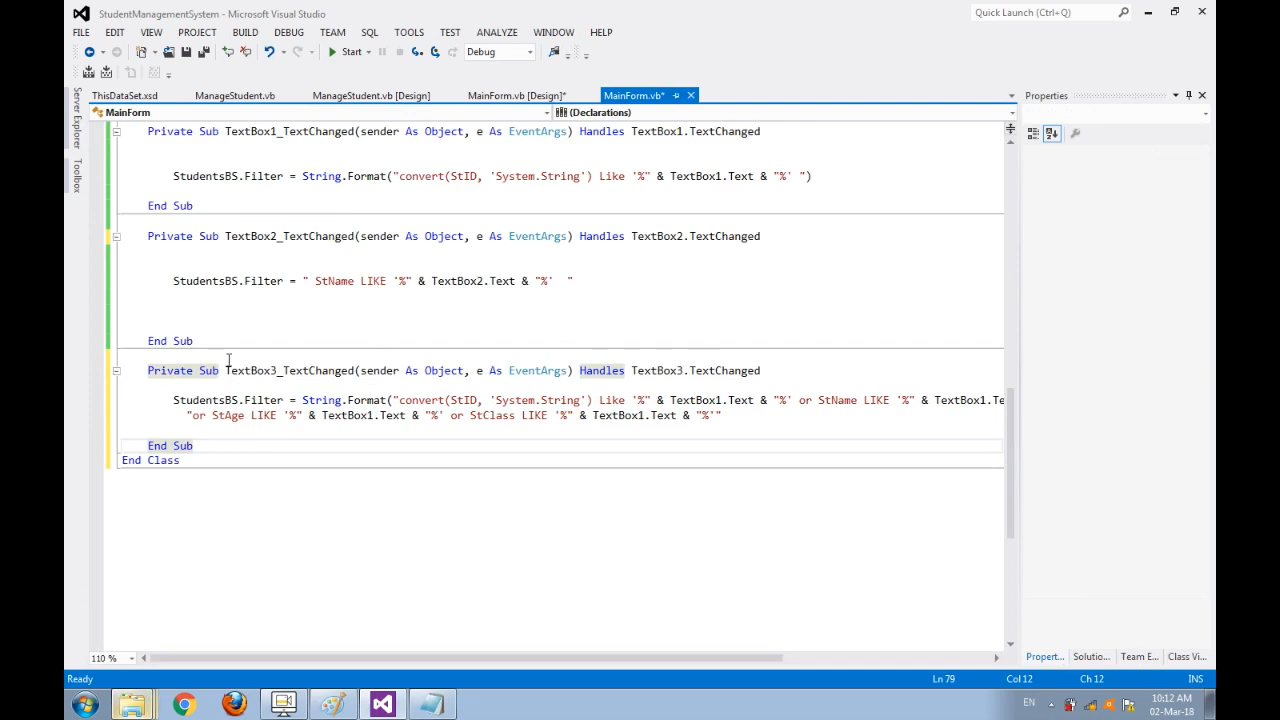 StudentManagementSystem - Microsoft Visual Studio
Quick Launch (Ctrl+Q)
FILE EDIT VIEW PROJECT BUILD DEBUG TEAM SQL TOOLS TEST ANALYZE WINDOW HELP
Start Debug
ThisDataSet.xsd ManageStudent.vb ManageStudent.vb [Design] MainForm.vb [Design]* MainForm.vb*
Properties
MainForm (Declarations)
Server Explorer
Toolbox
Private Sub TextBox1_TextChanged(sender As Object, e As EventArgs) Handles TextBox1.TextChanged
StudentsBS.Filter = String.Format("convert(StID, 'System.String') Like '%" & TextBox1.Text & "%' ")
End Sub
Private Sub TextBox2_TextChanged(sender As Object, e As EventArgs) Handles TextBox2.TextChanged
StudentsBS.Filter = " StName LIKE '%" & TextBox2.Text & "%'  "
End Sub
Private Sub TextBox3_TextChanged(sender As Object, e As EventArgs) Handles TextBox3.TextChanged
StudentsBS.Filter = String.Format("convert(StID, 'System.String') Like '%" & TextBox1.Text & "%' or StName LIKE '%" & TextBox1.Te
"or StAge LIKE '%" & TextBox1.Text & "%' or StClass LIKE '%" & TextBox1.Text & "%'"
End Sub
End Class
110 %
Propert... Solutio... Team E... Class Vi...
Ready Ln 79 Col 12 Ch 12 INS
EN 10:12 AM
02-Mar-18